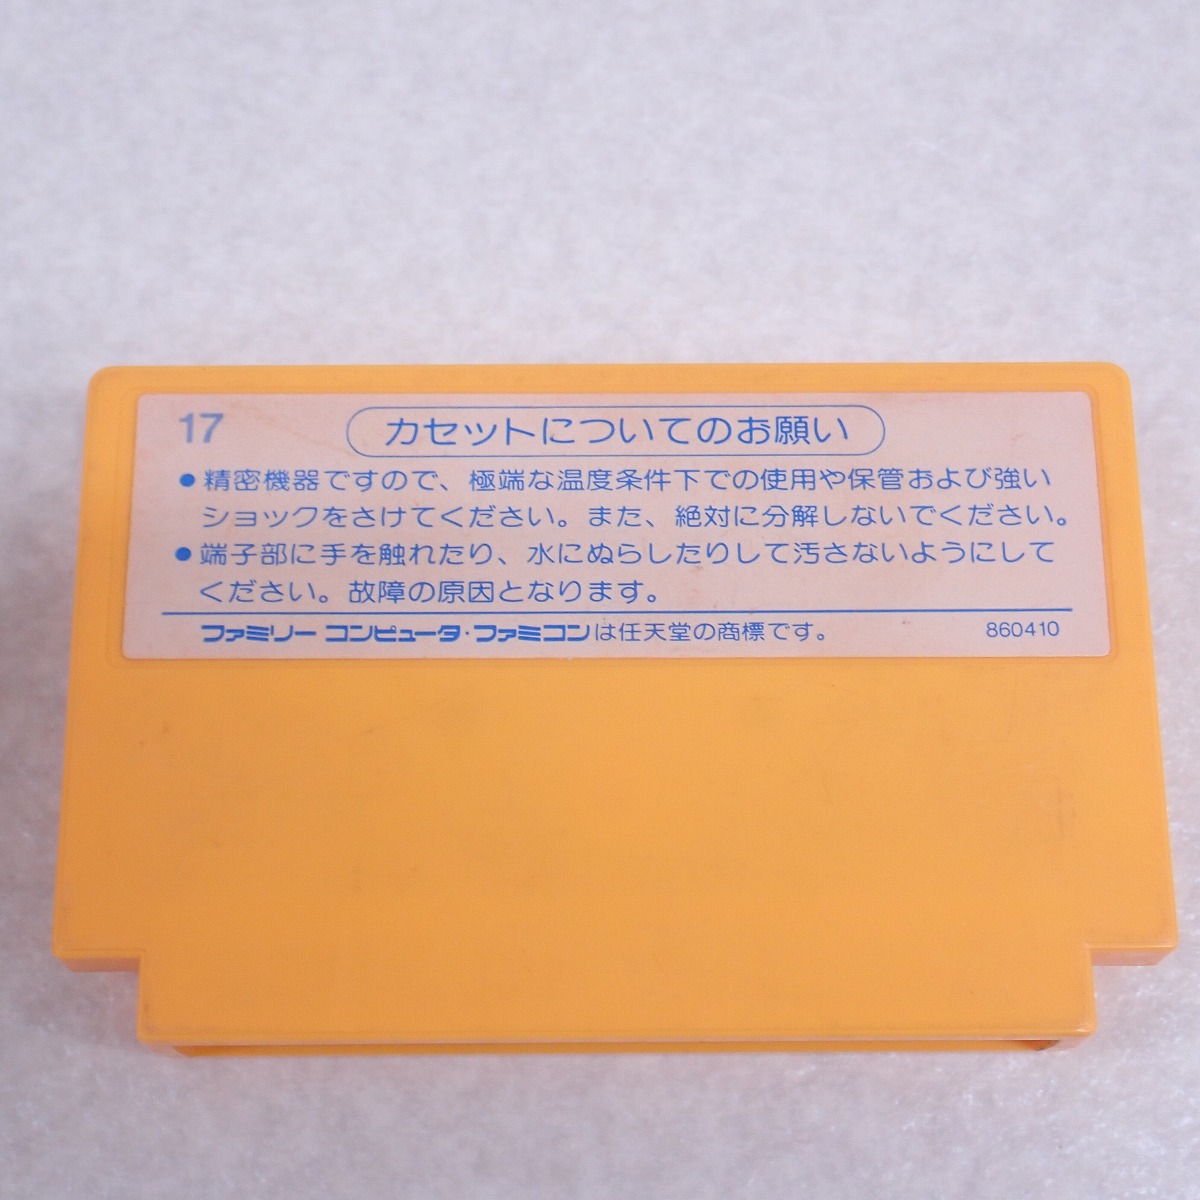 17
カセットについてのお願い
●精密機器ですので、極端な温度条件下での使用や保管および強い
ショックをさけてください。また、絶対に分解しないでください。
●端子部に手を触れたり、水にぬらしたりして汚さないようにして
ください。故障の原因となります。
ファミリー コンピュータ・ファミコンは任天堂の商標です。 860410